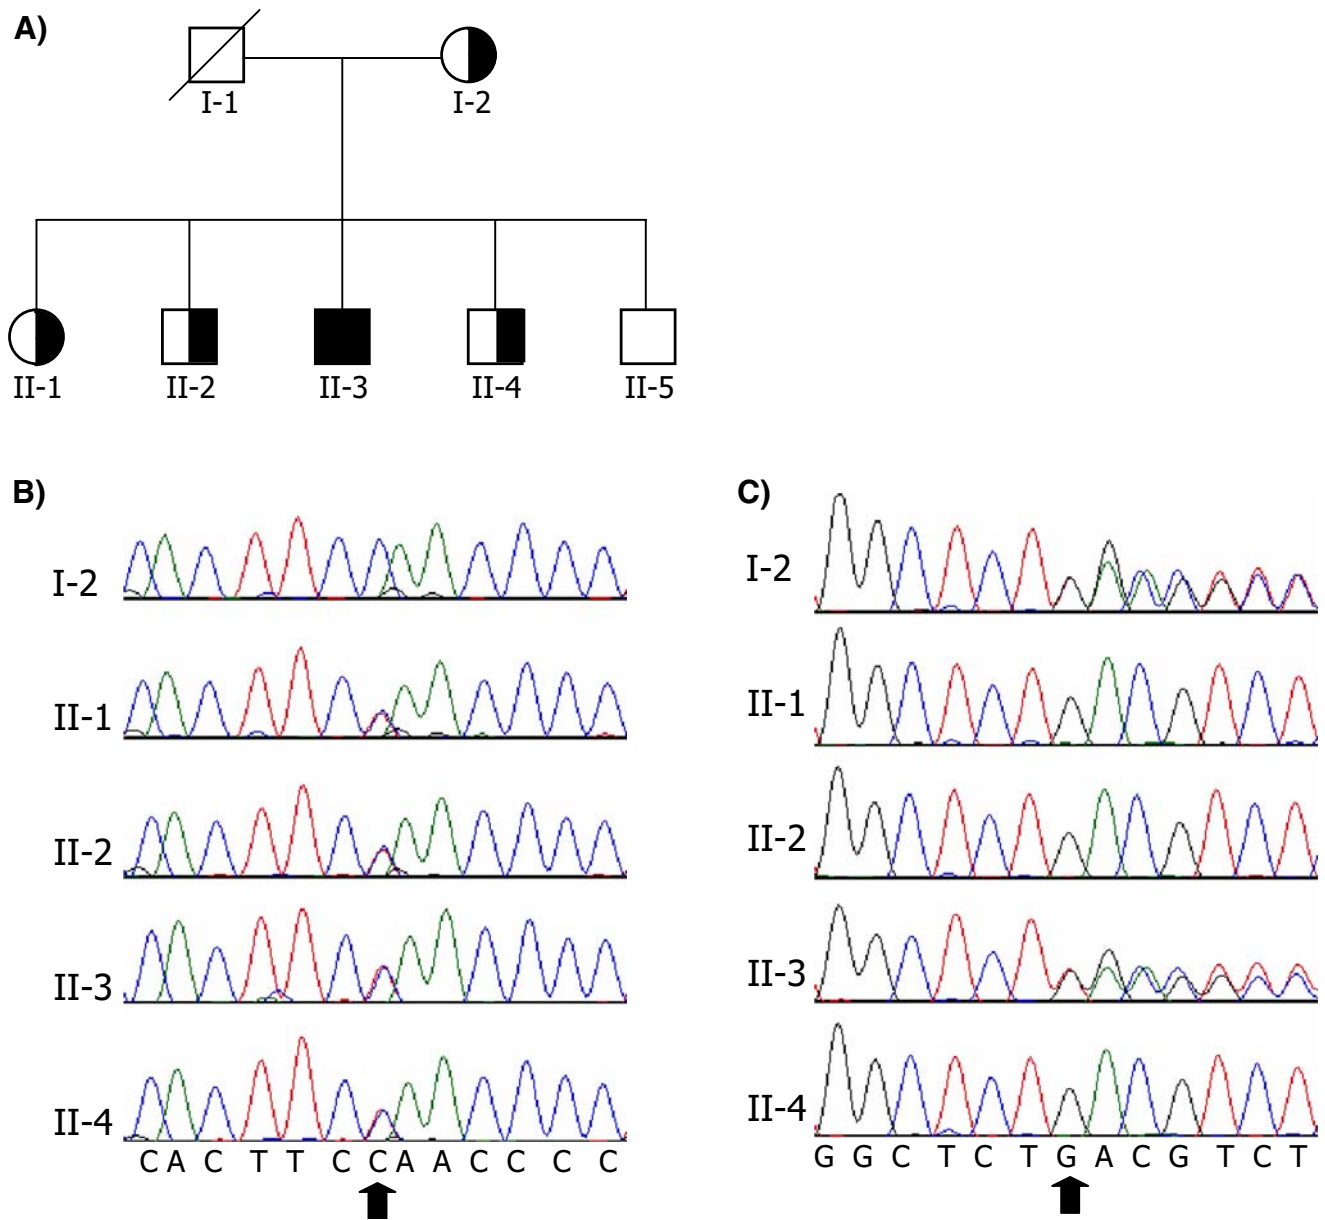 A)
I-1 I-2
II-1 II-2 II-3 II-4 II-5
B) C)
I-2 I-2
II-1 II-1
II-2 II-2
II-3 II-3
II-4 II-4
C A C T T C C A A C C C C G G C T C T G A C G T C T